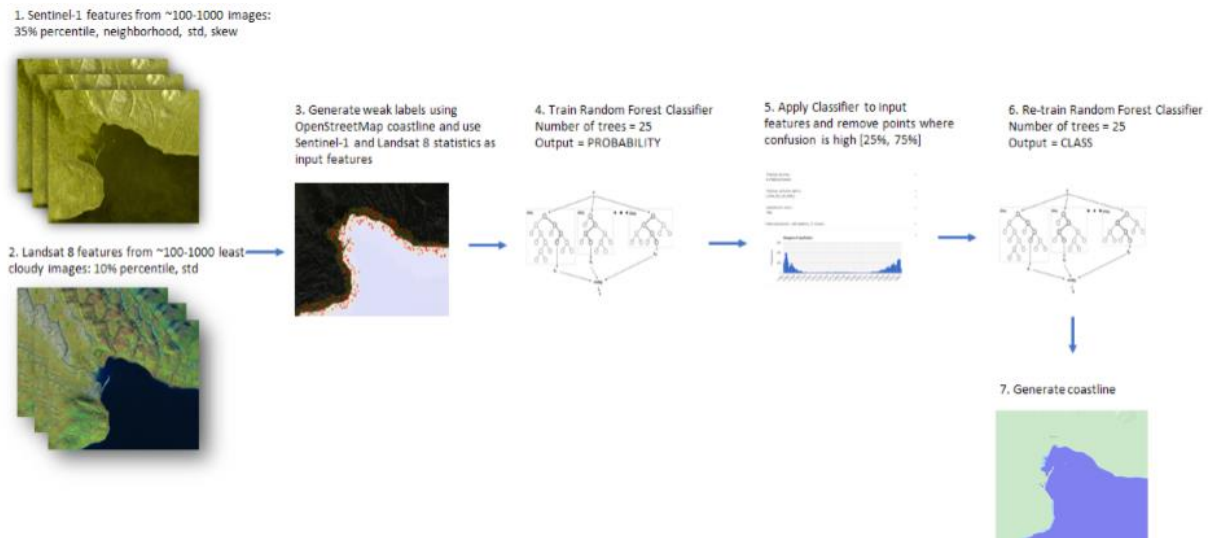 1. Sentinel-1 features from ~100-1000 images:
35% percentile, neighborhood, std, skew
2. Landsat 8 features from ~100-1000 least
cloudy images: 10% percentile, std
3. Generate weak labels using
OpenStreetMap coastline and use
Sentinel-1 and Landsat 8 statistics as
input features
4. Train Random Forest Classifier
Number of trees = 25
Output = PROBABILITY
5. Apply Classifier to input
features and remove points where
confusion is high [25%, 75%]
6. Re-train Random Forest Classifier
Number of trees = 25
Output = CLASS
7. Generate coastline